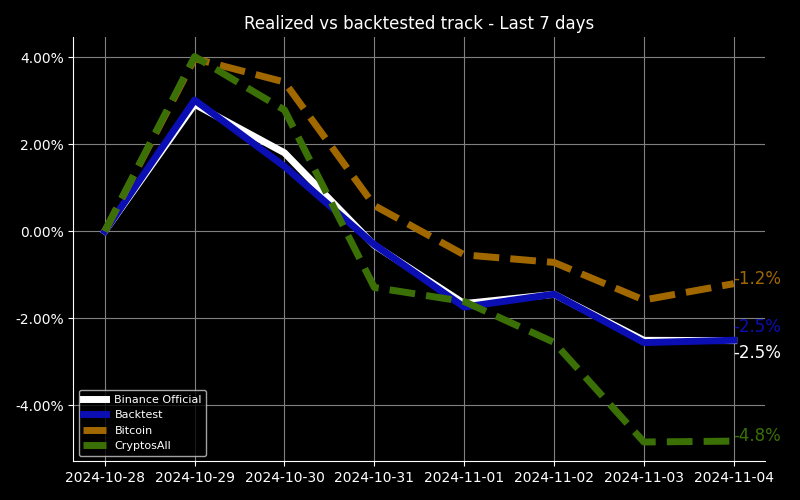 Realized vs backtested track - Last 7 days
4.00%
2.00%
0.00%
-2.00%
-4.00%
-1.2%
-2.5%
-2.5%
-4.8%
Binance Official
Backtest
Bitcoin
CryptosAll
2024-10-28 2024-10-29 2024-10-30 2024-10-31 2024-11-01 2024-11-02 2024-11-03 2024-11-04